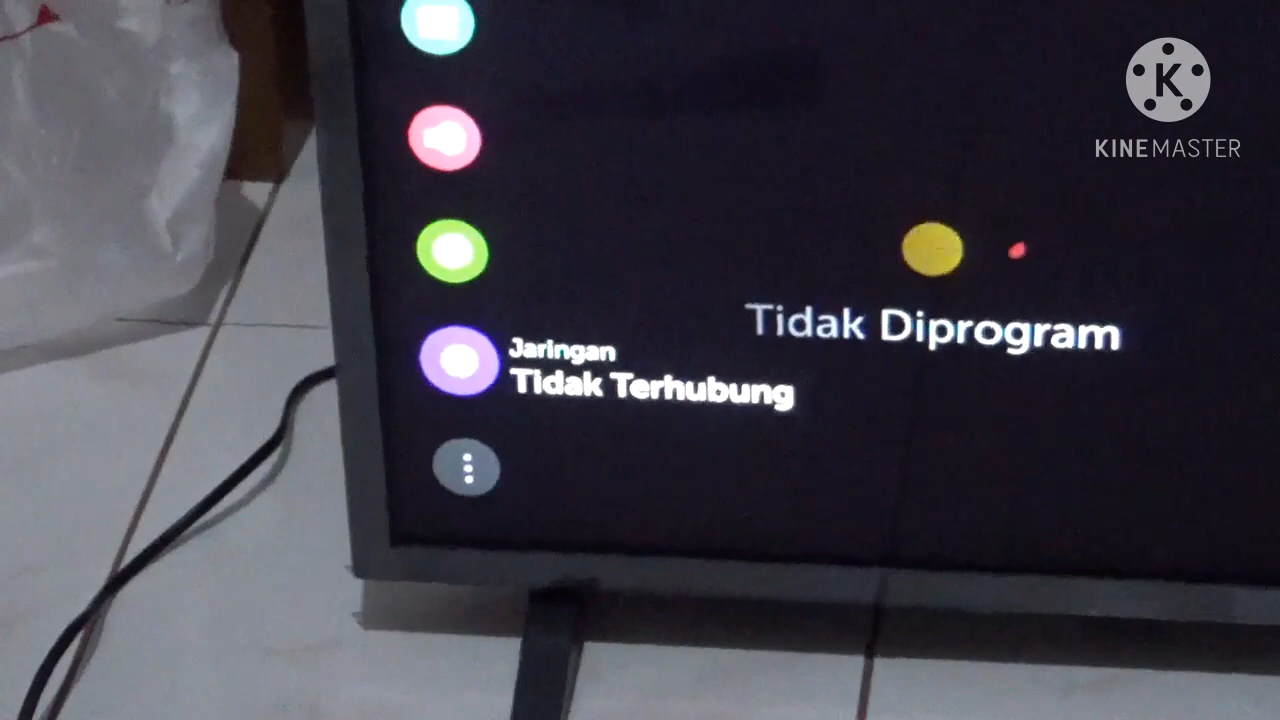 K
KINEMASTER
Tidak Diprogram
Jaringan
Tidak Terhubung